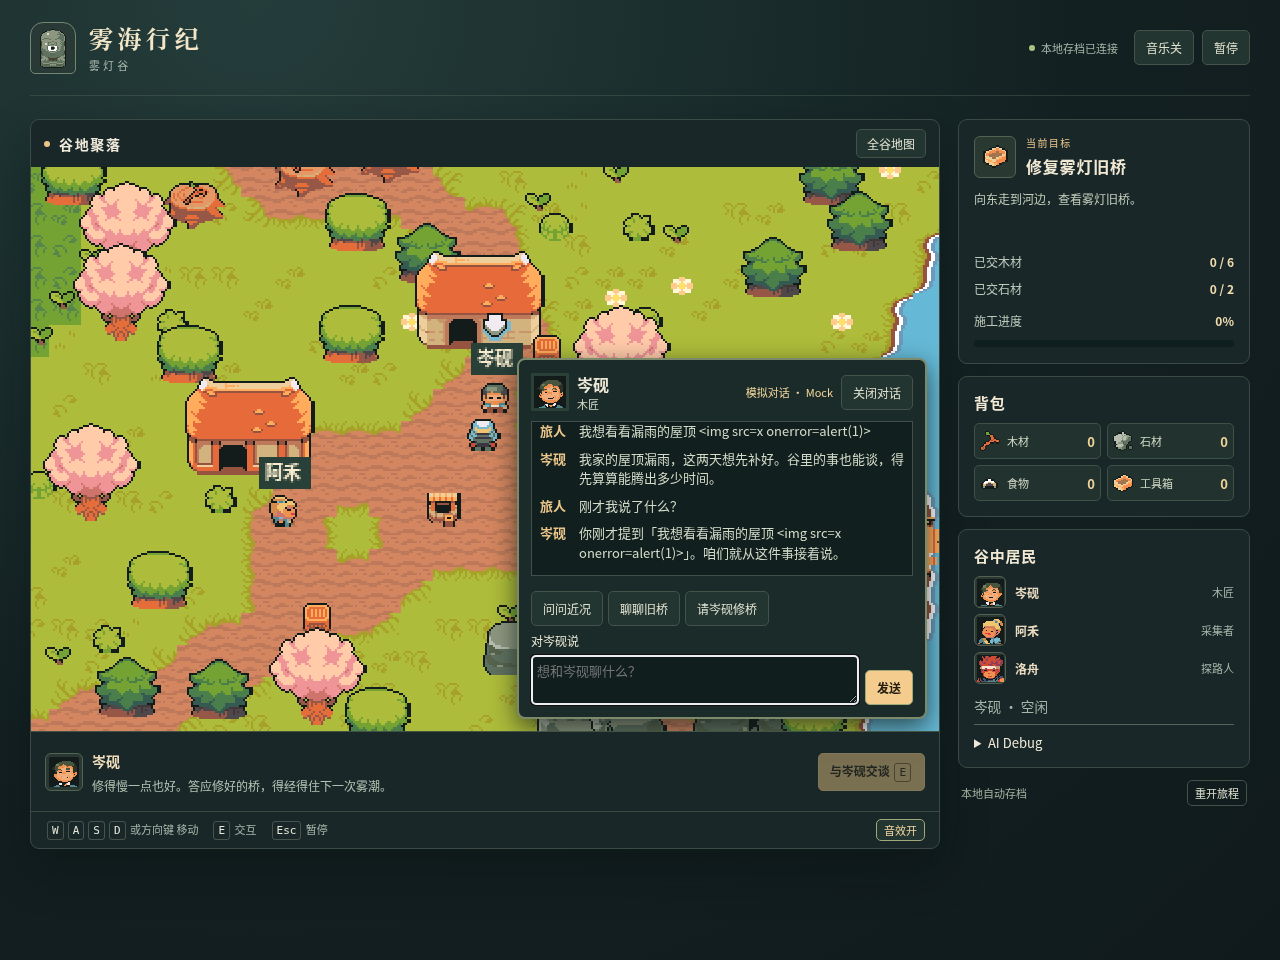 雾海行纪
雾灯谷
本地存档已连接
音乐关
暂停
谷地聚落
全谷地图
岑砚
阿禾
岑砚
木匠
模拟对话 · Mock
关闭对话
旅人 我想看看漏雨的屋顶 <img src=x onerror=alert(1)>
岑砚 我家的屋顶漏雨，这两天想先补好。谷里的事也能谈，得
先算算能腾出多少时间。
旅人 刚才我说了什么？
岑砚 你刚才提到「我想看看漏雨的屋顶 <img src=x
onerror=alert(1)>」。咱们就从这件事接着说。
问问近况
聊聊旧桥
请岑砚修桥
对岑砚说
想和岑砚聊什么？
发送
岑砚
修得慢一点也好。答应修好的桥，得经得住下一次雾潮。
与岑砚交谈 E
W A S D 或方向键 移动 E 交互 Esc 暂停
音效开
当前目标
修复雾灯旧桥
向东走到河边，查看雾灯旧桥。
已交木材 0 / 6
已交石材 0 / 2
施工进度 0%
背包
木材 0
石材 0
食物 0
工具箱 0
谷中居民
岑砚 木匠
阿禾 采集者
洛舟 探路人
岑砚 · 空闲
AI Debug
本地自动存档
重开旅程